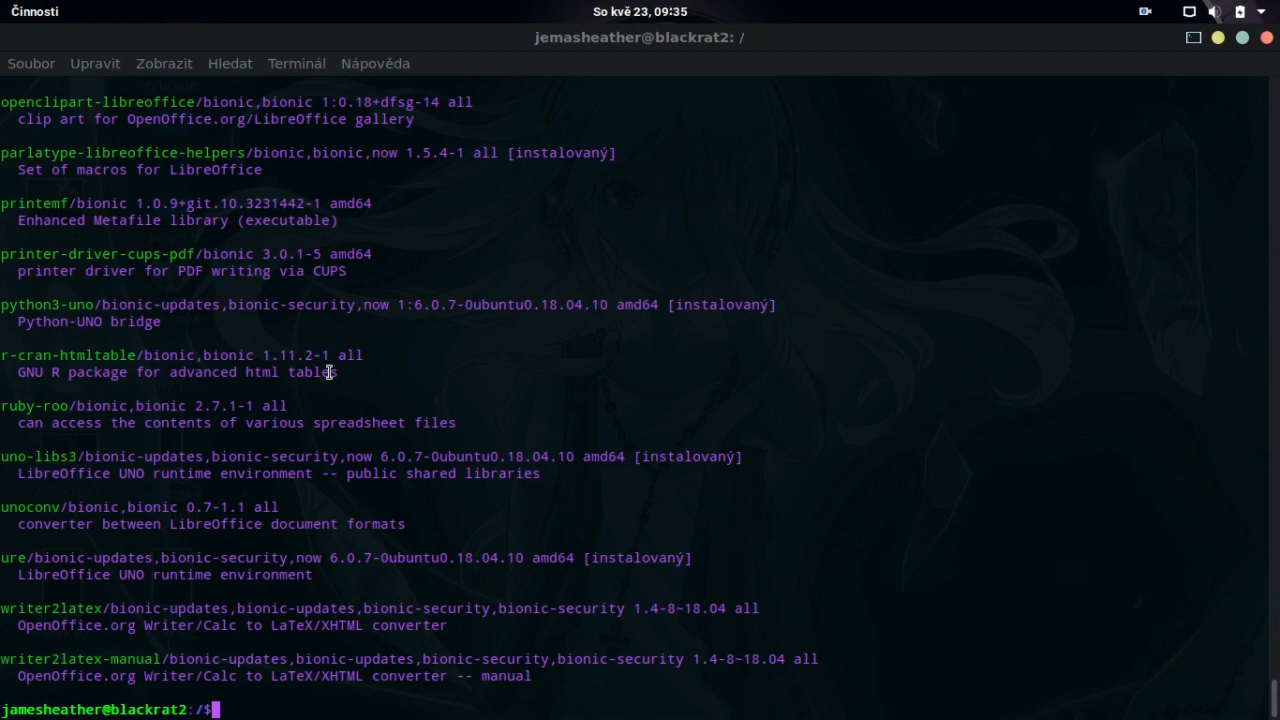 Činnosti
So kvě 23, 09:35
jemasheather@blackrat2: /
Soubor Upravit Zobrazit Hledat Terminál Nápověda
openclipart-libreoffice/bionic,bionic 1:0.18+dfsg-14 all
  clip art for OpenOffice.org/LibreOffice gallery
parlatype-libreoffice-helpers/bionic,bionic,now 1.5.4-1 all [instalovaný]
  Set of macros for LibreOffice
printemf/bionic 1.0.9+git.10.3231442-1 amd64
  Enhanced Metafile library (executable)
printer-driver-cups-pdf/bionic 3.0.1-5 amd64
  printer driver for PDF writing via CUPS
python3-uno/bionic-updates,bionic-security,now 1:6.0.7-0ubuntu0.18.04.10 amd64 [instalovaný]
  Python-UNO bridge
r-cran-htmltable/bionic,bionic 1.11.2-1 all
  GNU R package for advanced html tables
ruby-roo/bionic,bionic 2.7.1-1 all
  can access the contents of various spreadsheet files
uno-libs3/bionic-updates,bionic-security,now 6.0.7-0ubuntu0.18.04.10 amd64 [instalovaný]
  LibreOffice UNO runtime environment -- public shared libraries
unoconv/bionic,bionic 0.7-1.1 all
  converter between LibreOffice document formats
ure/bionic-updates,bionic-security,now 6.0.7-0ubuntu0.18.04.10 amd64 [instalovaný]
  LibreOffice UNO runtime environment
writer2latex/bionic-updates,bionic-updates,bionic-security,bionic-security 1.4-8~18.04 all
  OpenOffice.org Writer/Calc to LaTeX/XHTML converter
writer2latex-manual/bionic-updates,bionic-updates,bionic-security,bionic-security 1.4-8~18.04 all
  OpenOffice.org Writer/Calc to LaTeX/XHTML converter -- manual
jamesheather@blackrat2:/$